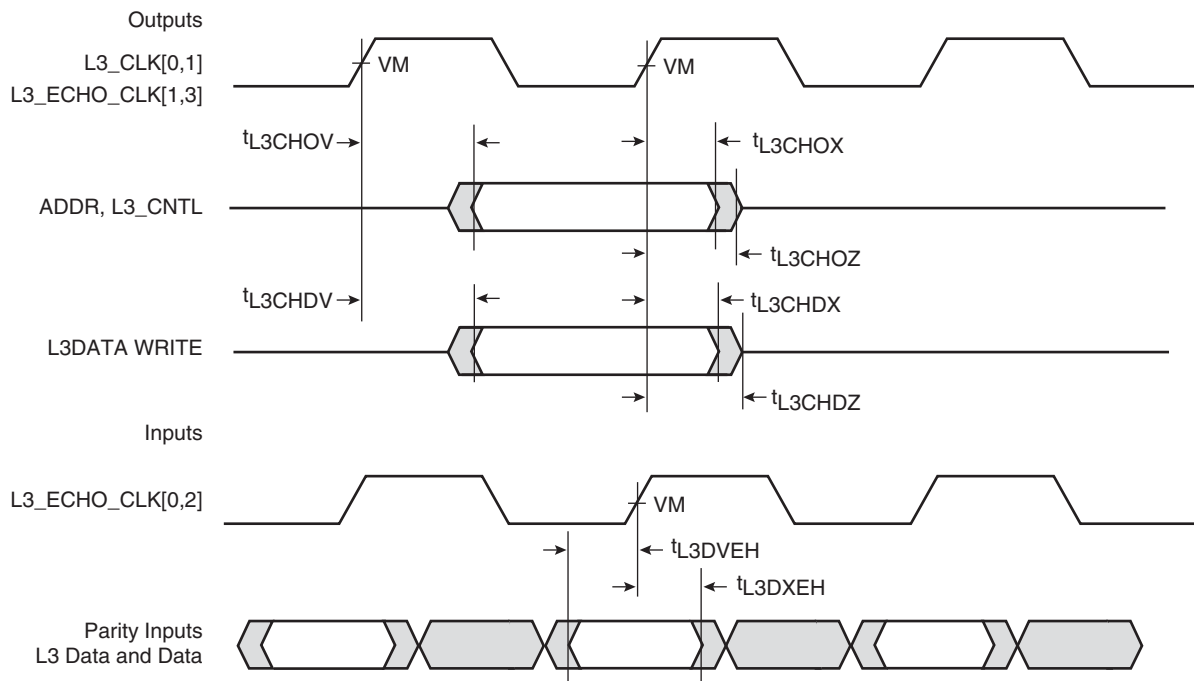 Outputs
L3_CLK[0,1]
VM
VM
L3_ECHO_CLK[1,3]
tL3CHOV
tL3CHOX
ADDR, L3_CNTL
tL3CHOZ
tL3CHDV
tL3CHDX
L3DATA WRITE
tL3CHDZ
Inputs
L3_ECHO_CLK[0,2]
VM
tL3DVEH
tL3DXEH
Parity Inputs
L3 Data and Data